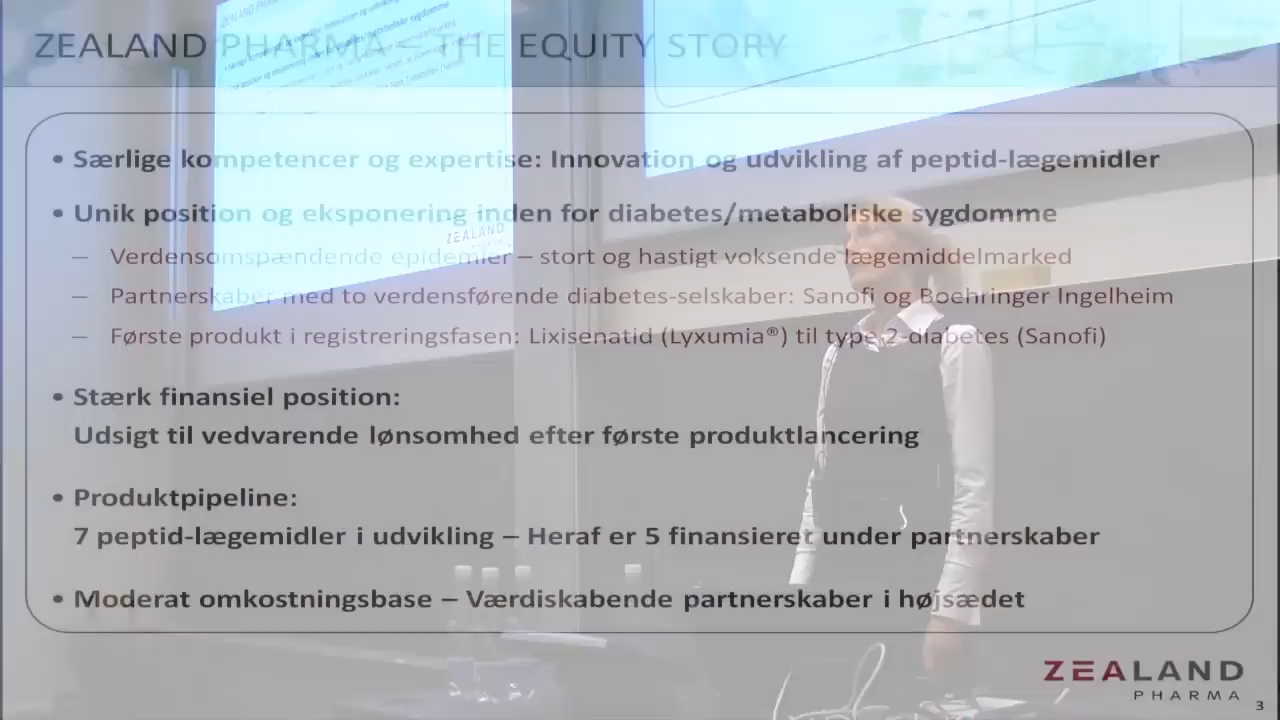 ZEALAND PHARMA – THE EQUITY STORY
• Særlige kompetencer og expertise: Innovation og udvikling af peptid-lægemidler
• Unik position og eksponering inden for diabetes/metaboliske sygdomme
– Verdensomspændende epidemier – stort og hastigt voksende lægemiddelmarked
– Partnerskaber med to verdensførende diabetes-selskaber: Sanofi og Boehringer Ingelheim
– Første produkt i registreringsfasen: Lixisenatid (Lyxumia®) til type 2-diabetes (Sanofi)
• Stærk finansiel position:
Udsigt til vedvarende lønsomhed efter første produktlancering
• Produktpipeline:
7 peptid-lægemidler i udvikling – Heraf er 5 finansieret under partnerskaber
• Moderat omkostningsbase – Værdiskabende partnerskaber i højsædet
ZEALAND
PHARMA
3
ZEALAND
PHARMA